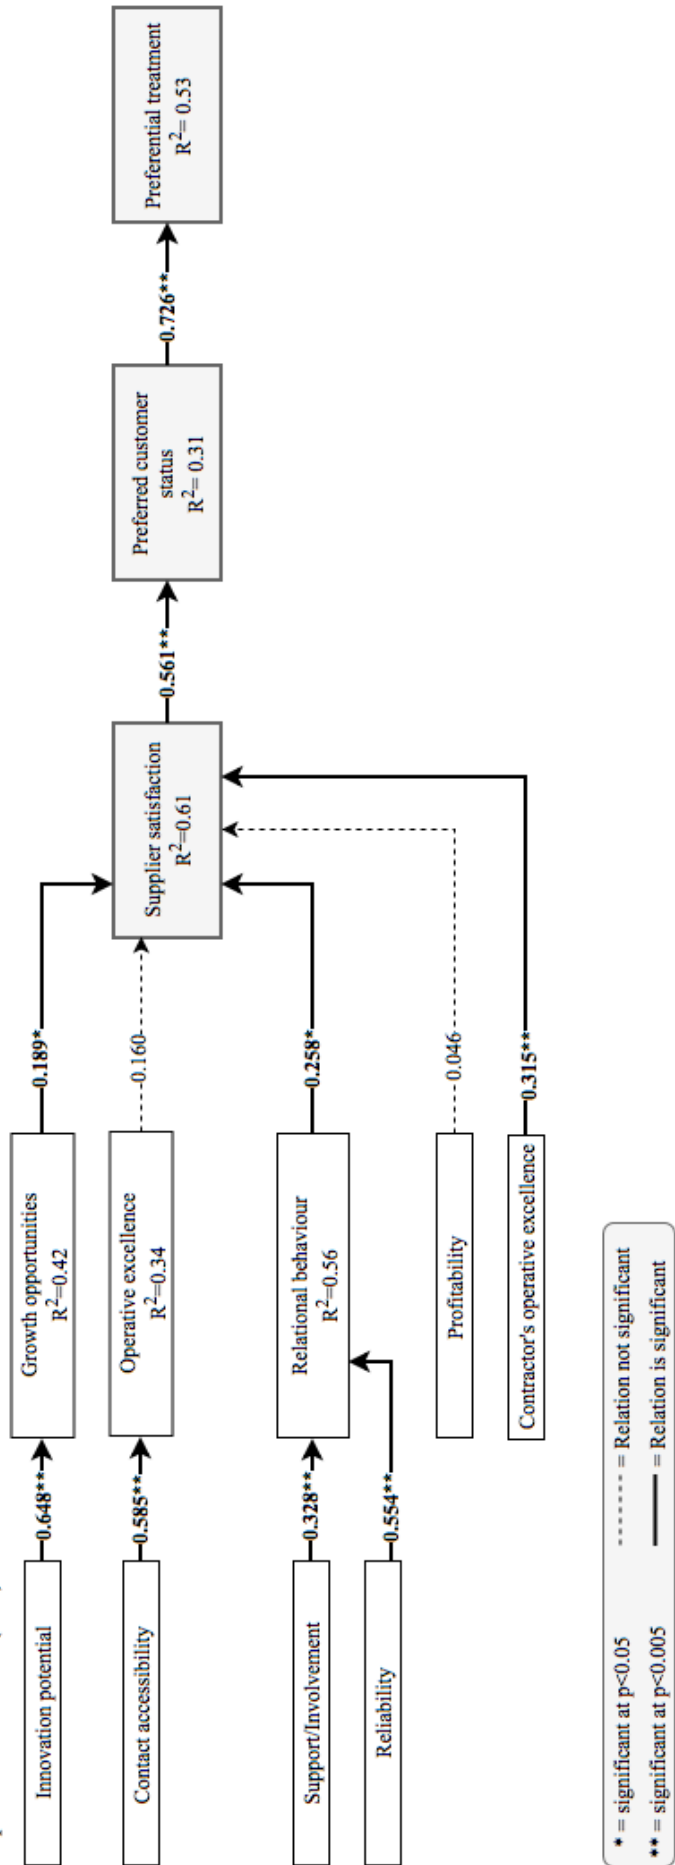 Innovation potential
0.648**
Growth opportunities
R²=0.42
0.189*
Contact accessibility
0.585**
Operative excellence
R²=0.34
0.160
Supplier satisfaction
R²=0.61
0.561**
Preferred customer
status
R²= 0.31
0.726**
Preferential treatment
R²= 0.53
Support/Involvement
0.328**
Relational behaviour
R²=0.56
0.258*
Reliability
0.554**
Profitability
0.046
Contractor's operative excellence
0.315**
* = significant at p<0.05
= Relation not significant
** = significant at p<0.005
= Relation is significant